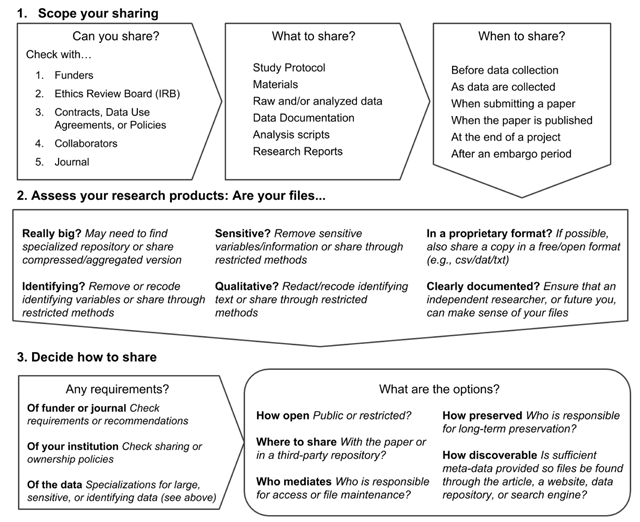 1. Scope your sharing
Can you share?
Check with…
1. Funders
2. Ethics Review Board (IRB)
3. Contracts, Data Use
Agreements, or Policies
4. Collaborators
5. Journal
What to share?
Study Protocol
Materials
Raw and/or analyzed data
Data Documentation
Analysis scripts
Research Reports
When to share?
Before data collection
As data are collected
When submitting a paper
When the paper is published
At the end of a project
After an embargo period
2. Assess your research products: Are your files...
Really big? May need to find
specialized repository or share
compressed/aggregated version
Sensitive? Remove sensitive
variables/information or share through
restricted methods
In a proprietary format? If possible,
also share a copy in a free/open format
(e.g., csv/dat/txt)
Identifying? Remove or recode
identifying variables or share through
restricted methods
Qualitative? Redact/recode identifying
text or share through restricted
methods
Clearly documented? Ensure that an
independent researcher, or future you,
can make sense of your files
3. Decide how to share
Any requirements?
Of funder or journal Check
requirements or recommendations
Of your institution Check sharing or
ownership policies
Of the data Specializations for large,
sensitive, or identifying data (see above)
What are the options?
How open Public or restricted?
Where to share With the paper or
in a third-party repository?
Who mediates Who is responsible
for access or file maintenance?
How preserved Who is responsible
for long-term preservation?
How discoverable Is sufficient
meta-data provided so files be found
through the article, a website, data
repository, or search engine?